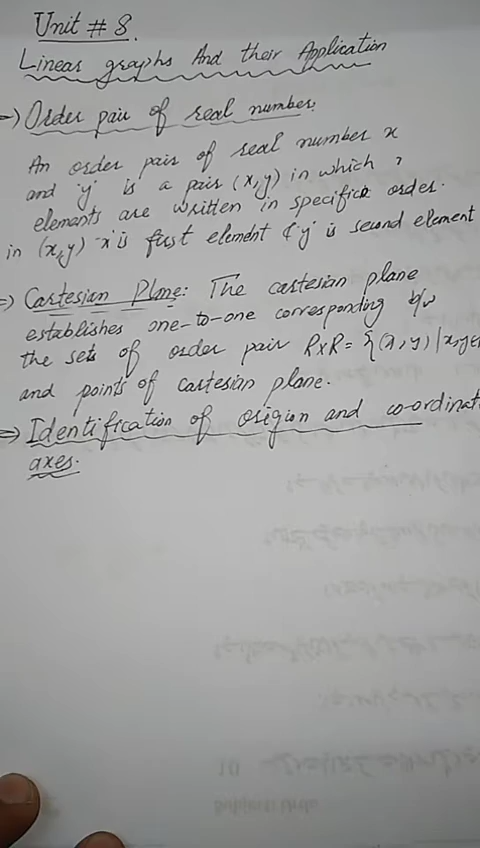 Unit # 8.
Linear graphs And their Application
=) Order pair of real number:
An order pair of real number x
and 'y' is a pair (x,y) in which
elements are written in specific order.
in (x,y) 'x' is first element & 'y' is second element
=) Cartesian Plane: The cartesian plane
establishes one-to-one corresponding b/w
the sets of order pair RxR = {(x,y)|x,yє
and points of cartesian plane.
=) Identification of origion and co-ordinat
axes.